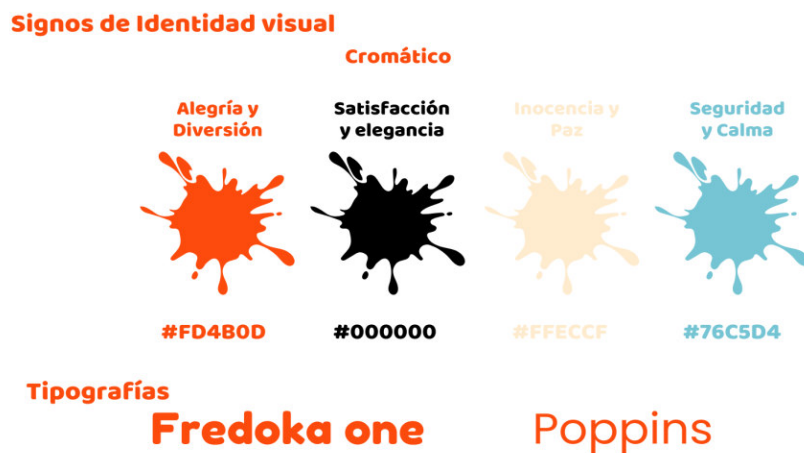 Signos de Identidad visual
Cromático
Alegría y
Diversión
Satisfacción
y elegancia
Inocencia y
Paz
Seguridad
y Calma
#FD4B0D
#000000
#FFECCF
#76C5D4
Tipografías
Fredoka one
Poppins